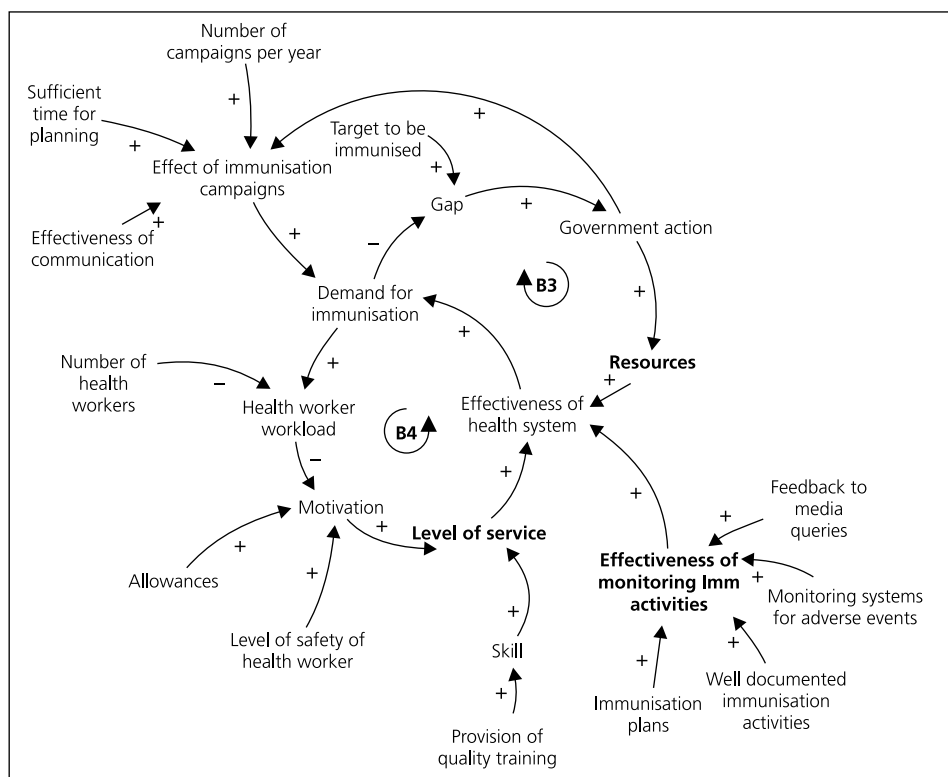 Number of
campaigns per year
+
Sufficient
time for
planning
+
+
Target to be
immunised
+
Effect of immunisation
campaigns
+
Gap
+
Government action
+
Effectiveness of
communication
+
–
B3
+
Demand for
immunisation
+
+
Resources
+
Number of
health
workers
–
Health worker
workload
B4
Effectiveness of
health system
–
+
+
Motivation
+
Level of service
Feedback to
media
queries
+
Allowances
+
+
Effectiveness of
monitoring Imm
activities
+
Monitoring systems
for adverse events
Level of safety of
health worker
+
Skill
+
+
Well documented
immunisation
activities
Immunisation
plans
+
Provision of
quality training